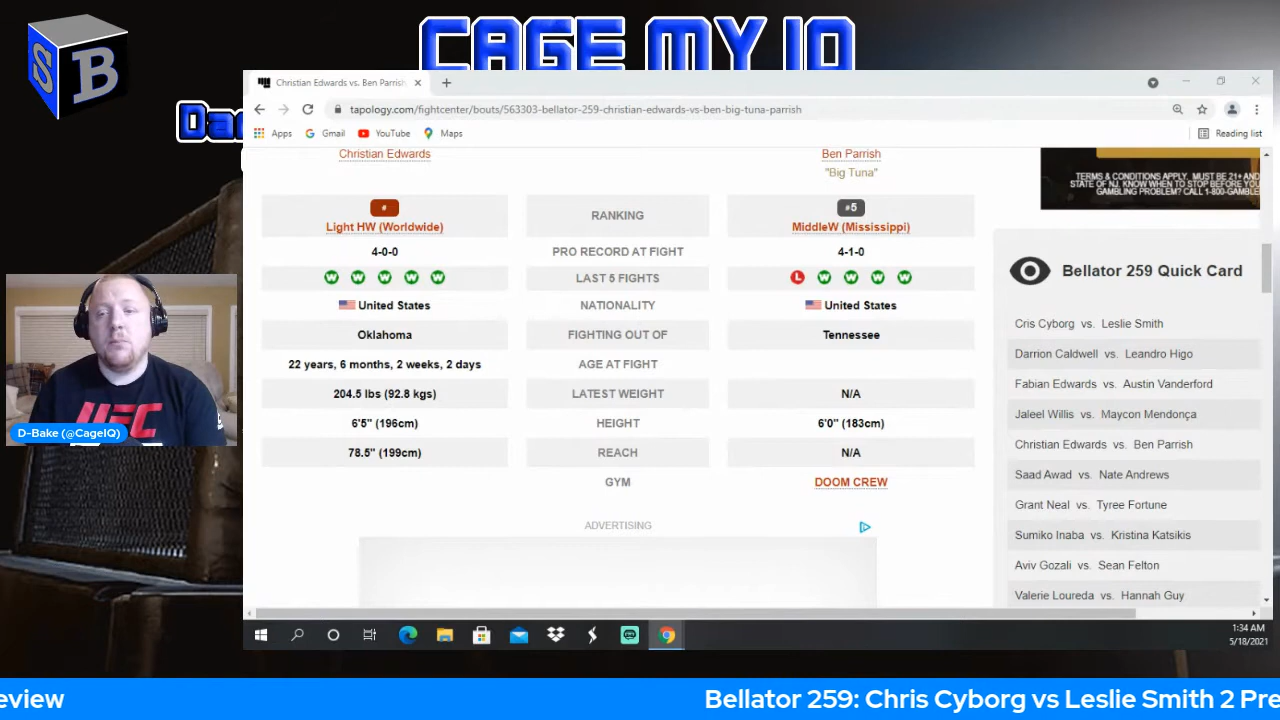 S B
CAGE MY IQ
Dar
Christian Edwards vs. Ben Parrish
tapology.com/fightcenter/bouts/563303-bellator-259-christian-edwards-vs-ben-big-tuna-parrish
Apps Gmail YouTube Maps Reading list
Christian Edwards Ben Parrish
"Big Tuna"
# RANKING #5
Light HW (Worldwide) MiddleW (Mississippi)
4-0-0 PRO RECORD AT FIGHT 4-1-0
W W W W W LAST 5 FIGHTS L W W W W
United States NATIONALITY United States
Oklahoma FIGHTING OUT OF Tennessee
22 years, 6 months, 2 weeks, 2 days AGE AT FIGHT
204.5 lbs (92.8 kgs) LATEST WEIGHT N/A
6'5" (196cm) HEIGHT 6'0" (183cm)
78.5" (199cm) REACH N/A
GYM DOOM CREW
ADVERTISING
TERMS & CONDITIONS APPLY. MUST BE 21+ AND
STATE OF NJ. KNOW WHEN TO STOP BEFORE YOU
GAMBLING PROBLEM? CALL 1-800-GAMBLE
Bellator 259 Quick Card
Cris Cyborg vs. Leslie Smith
Darrion Caldwell vs. Leandro Higo
Fabian Edwards vs. Austin Vanderford
Jaleel Willis vs. Maycon Mendonça
Christian Edwards vs. Ben Parrish
Saad Awad vs. Nate Andrews
Grant Neal vs. Tyree Fortune
Sumiko Inaba vs. Kristina Katsikis
Aviv Gozali vs. Sean Felton
Valerie Loureda vs. Hannah Guy
UFC
D-Bake (@CageIQ)
1:34 AM
5/18/2021
eview Bellator 259: Chris Cyborg vs Leslie Smith 2 Pre